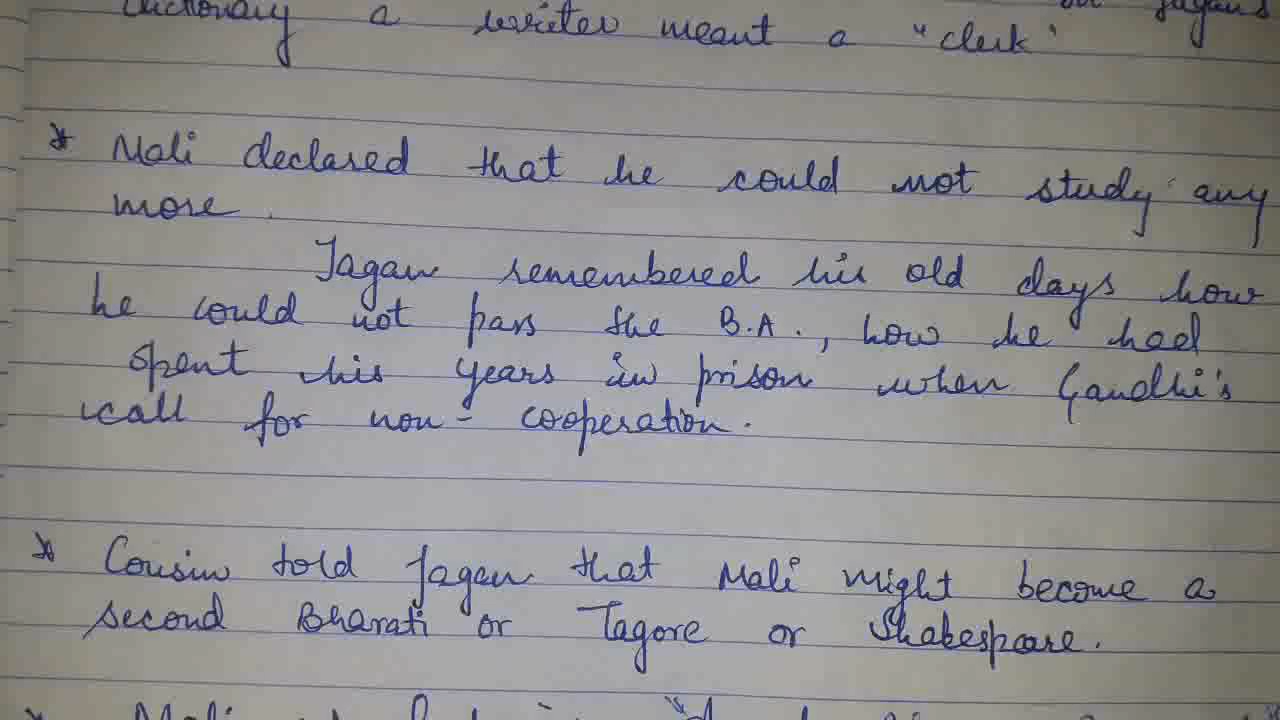 Dictionary a writer meant a "clerk"
* Mali declared that he could not study any
more.
Jagan remembered his old days how
he could not pass the B.A., how he had
spent his years in prison when Gandhi's
call for non-cooperation.
* Cousin told Jagan that Mali might become a
second Bharati or Tagore or Shakespeare.
* Mali